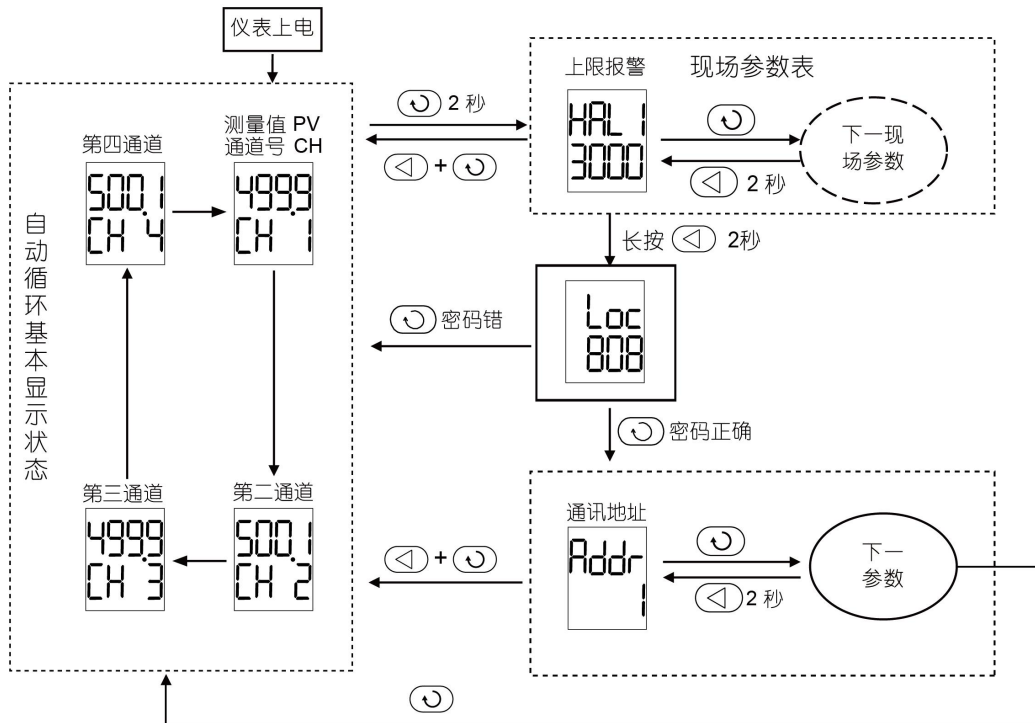 仪表上电
自动循环基本显示状态
第四通道
500.1
CH 4
测量值 PV
通道号 CH
499.9
CH 1
第三通道
499.9
CH 3
第二通道
500.1
CH 2
2 秒
+
上限报警
现场参数表
HAL1
3000
2 秒
下一现
场参数
长按 2秒
Loc
808
密码错
密码正确
+
通讯地址
Addr
1
2 秒
下一
参数